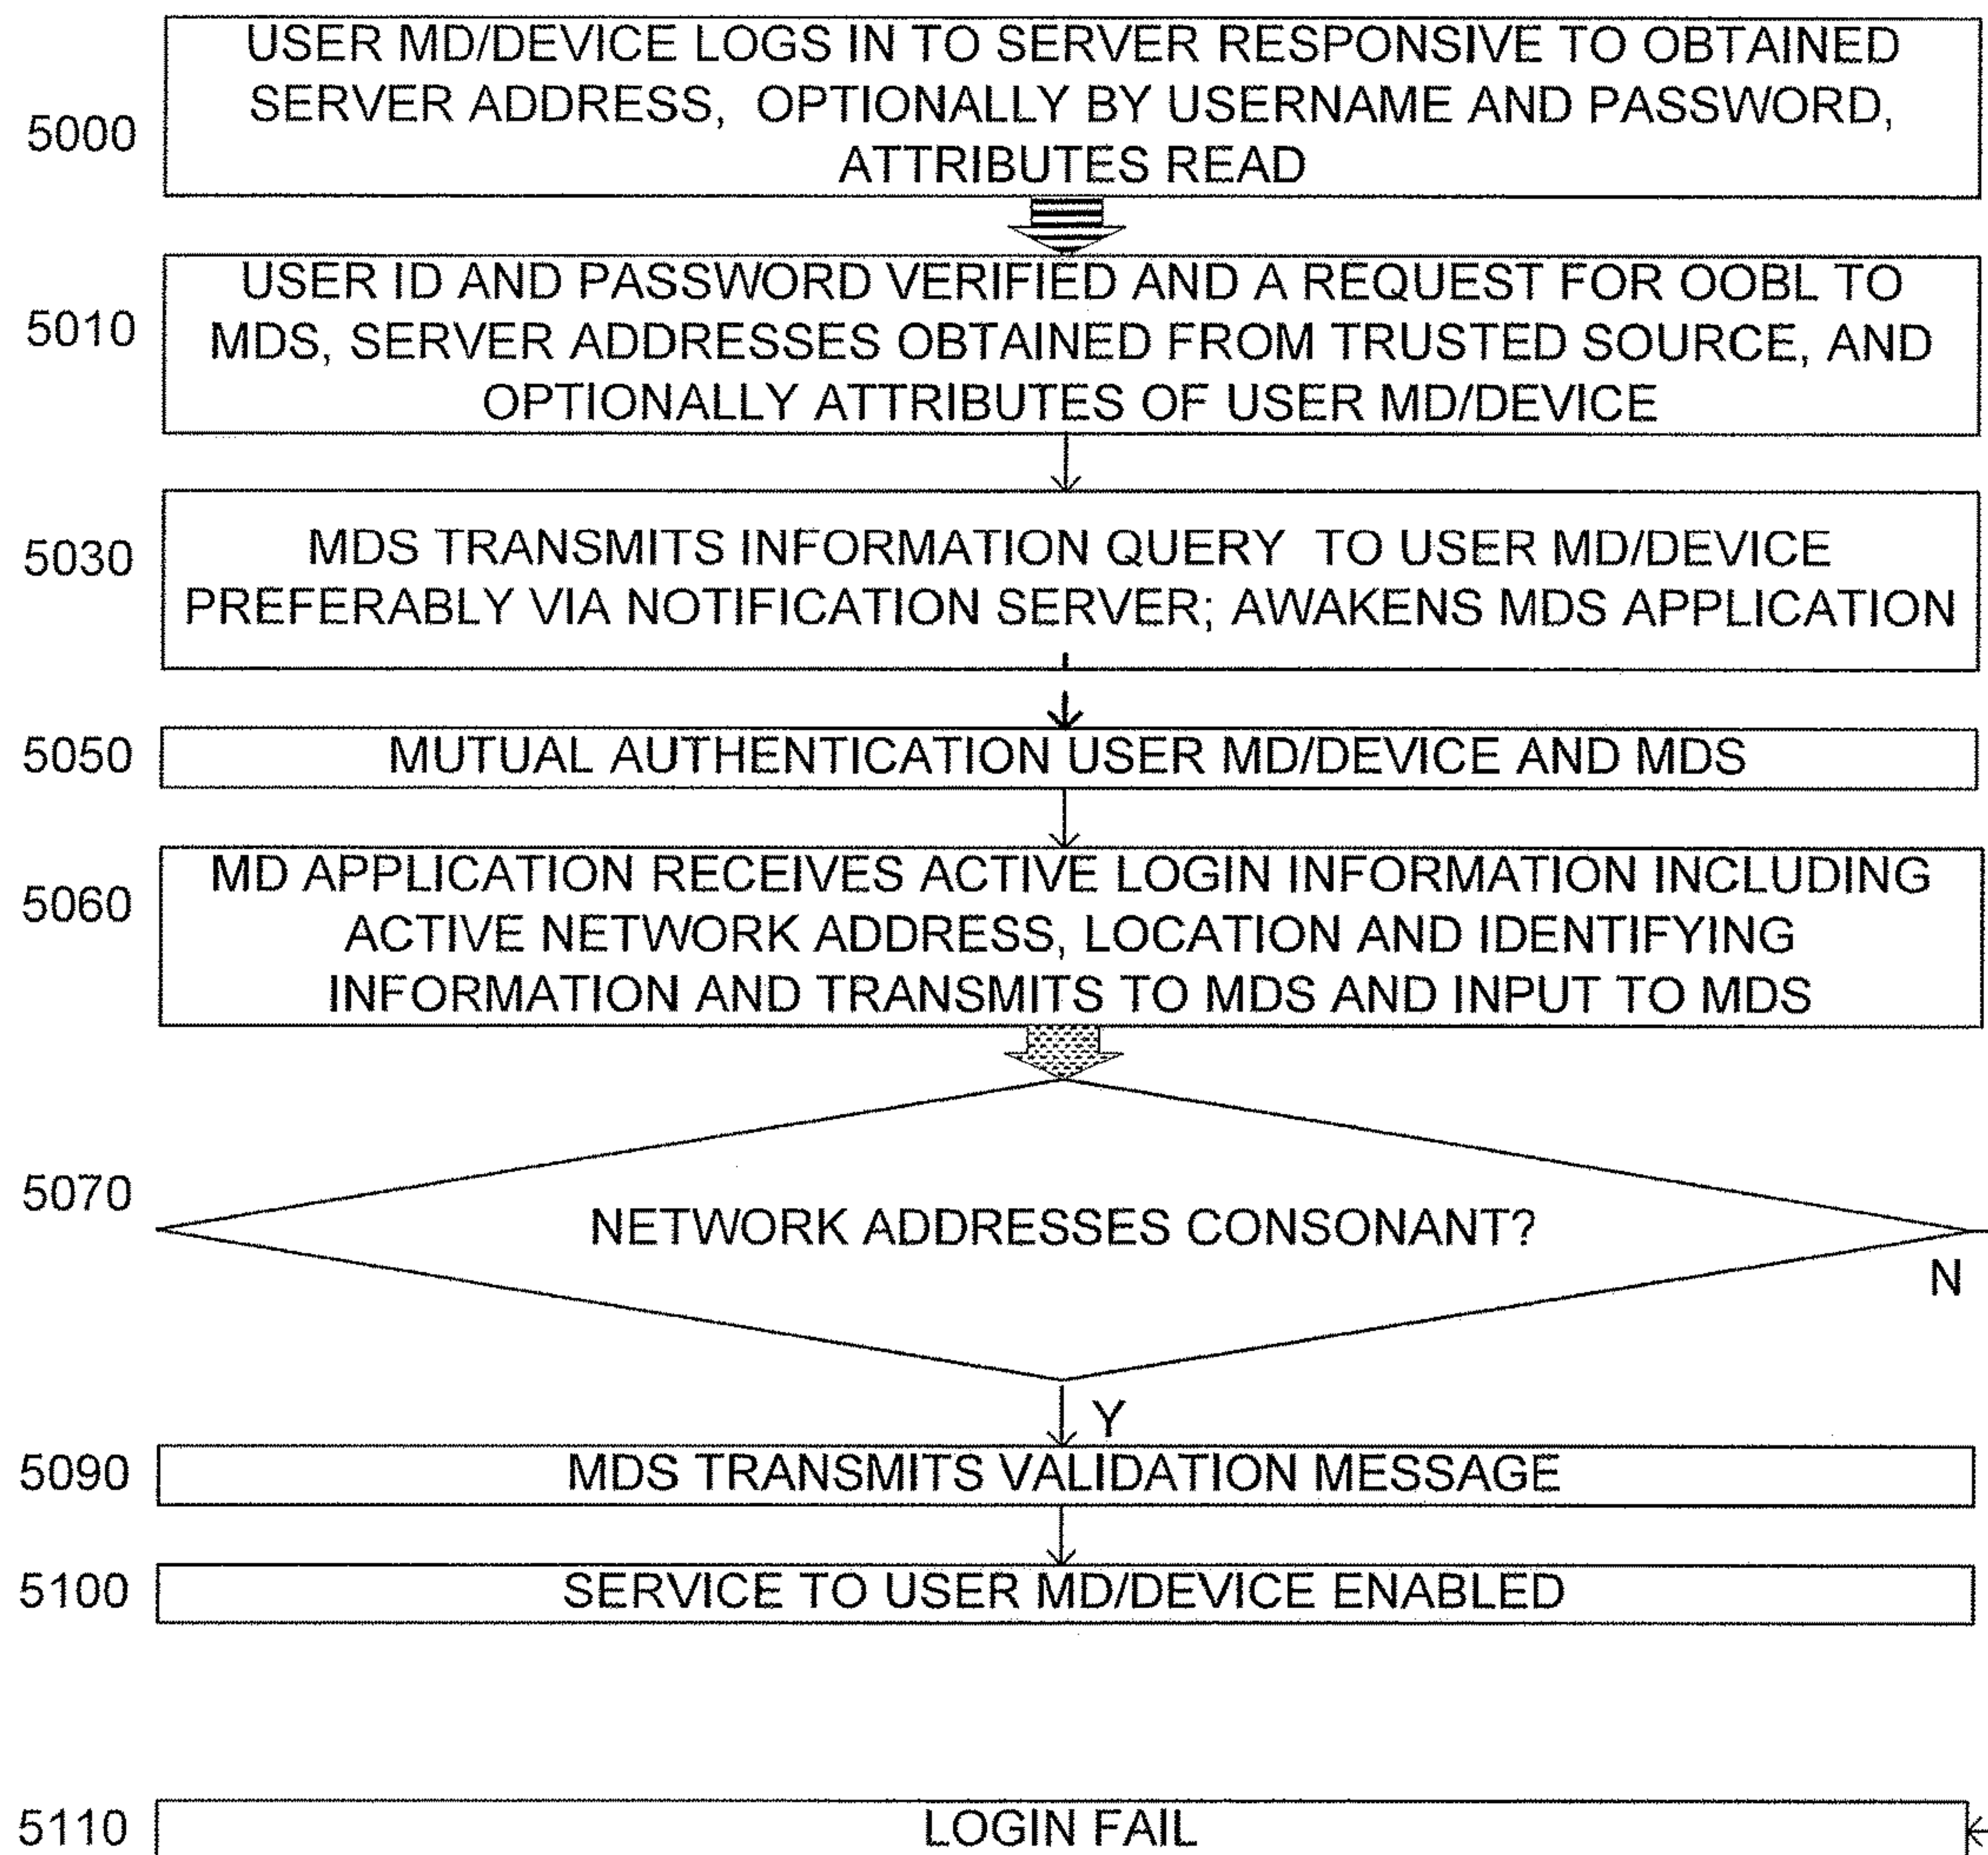 USER MD/DEVICE LOGS IN TO SERVER RESPONSIVE TO OBTAINED
SERVER ADDRESS, OPTIONALLY BY USERNAME AND PASSWORD,
5000
ATTRIBUTES READ
USER ID AND PASSWORD VERIFIED AND A REQUEST FOR OOBL TO
5010
MDS, SERVER ADDRESSES OBTAINED FROM TRUSTED SOURCE, AND
OPTIONALLY ATTRIBUTES OF USER MD/DEVICE
5030
MDS TRANSMITS INFORMATION QUERY TO USER MD/DEVICE
PREFERABLY VIA NOTIFICATION SERVER; AWAKENS MDS APPLICATION
5050
MUTUAL AUTHENTICATION USER MD/DEVICE AND MDS
5060
MD APPLICATION RECEIVES ACTIVE LOGIN INFORMATION INCLUDING
ACTIVE NETWORK ADDRESS, LOCATION AND IDENTIFYING
INFORMATION AND TRANSMITS TO MDS AND INPUT TO MDS
5070
NETWORK ADDRESSES CONSONANT?
N
Y
5090
MDS TRANSMITS VALIDATION MESSAGE
5100
SERVICE TO USER MD/DEVICE ENABLED
5110
LOGIN FAIL